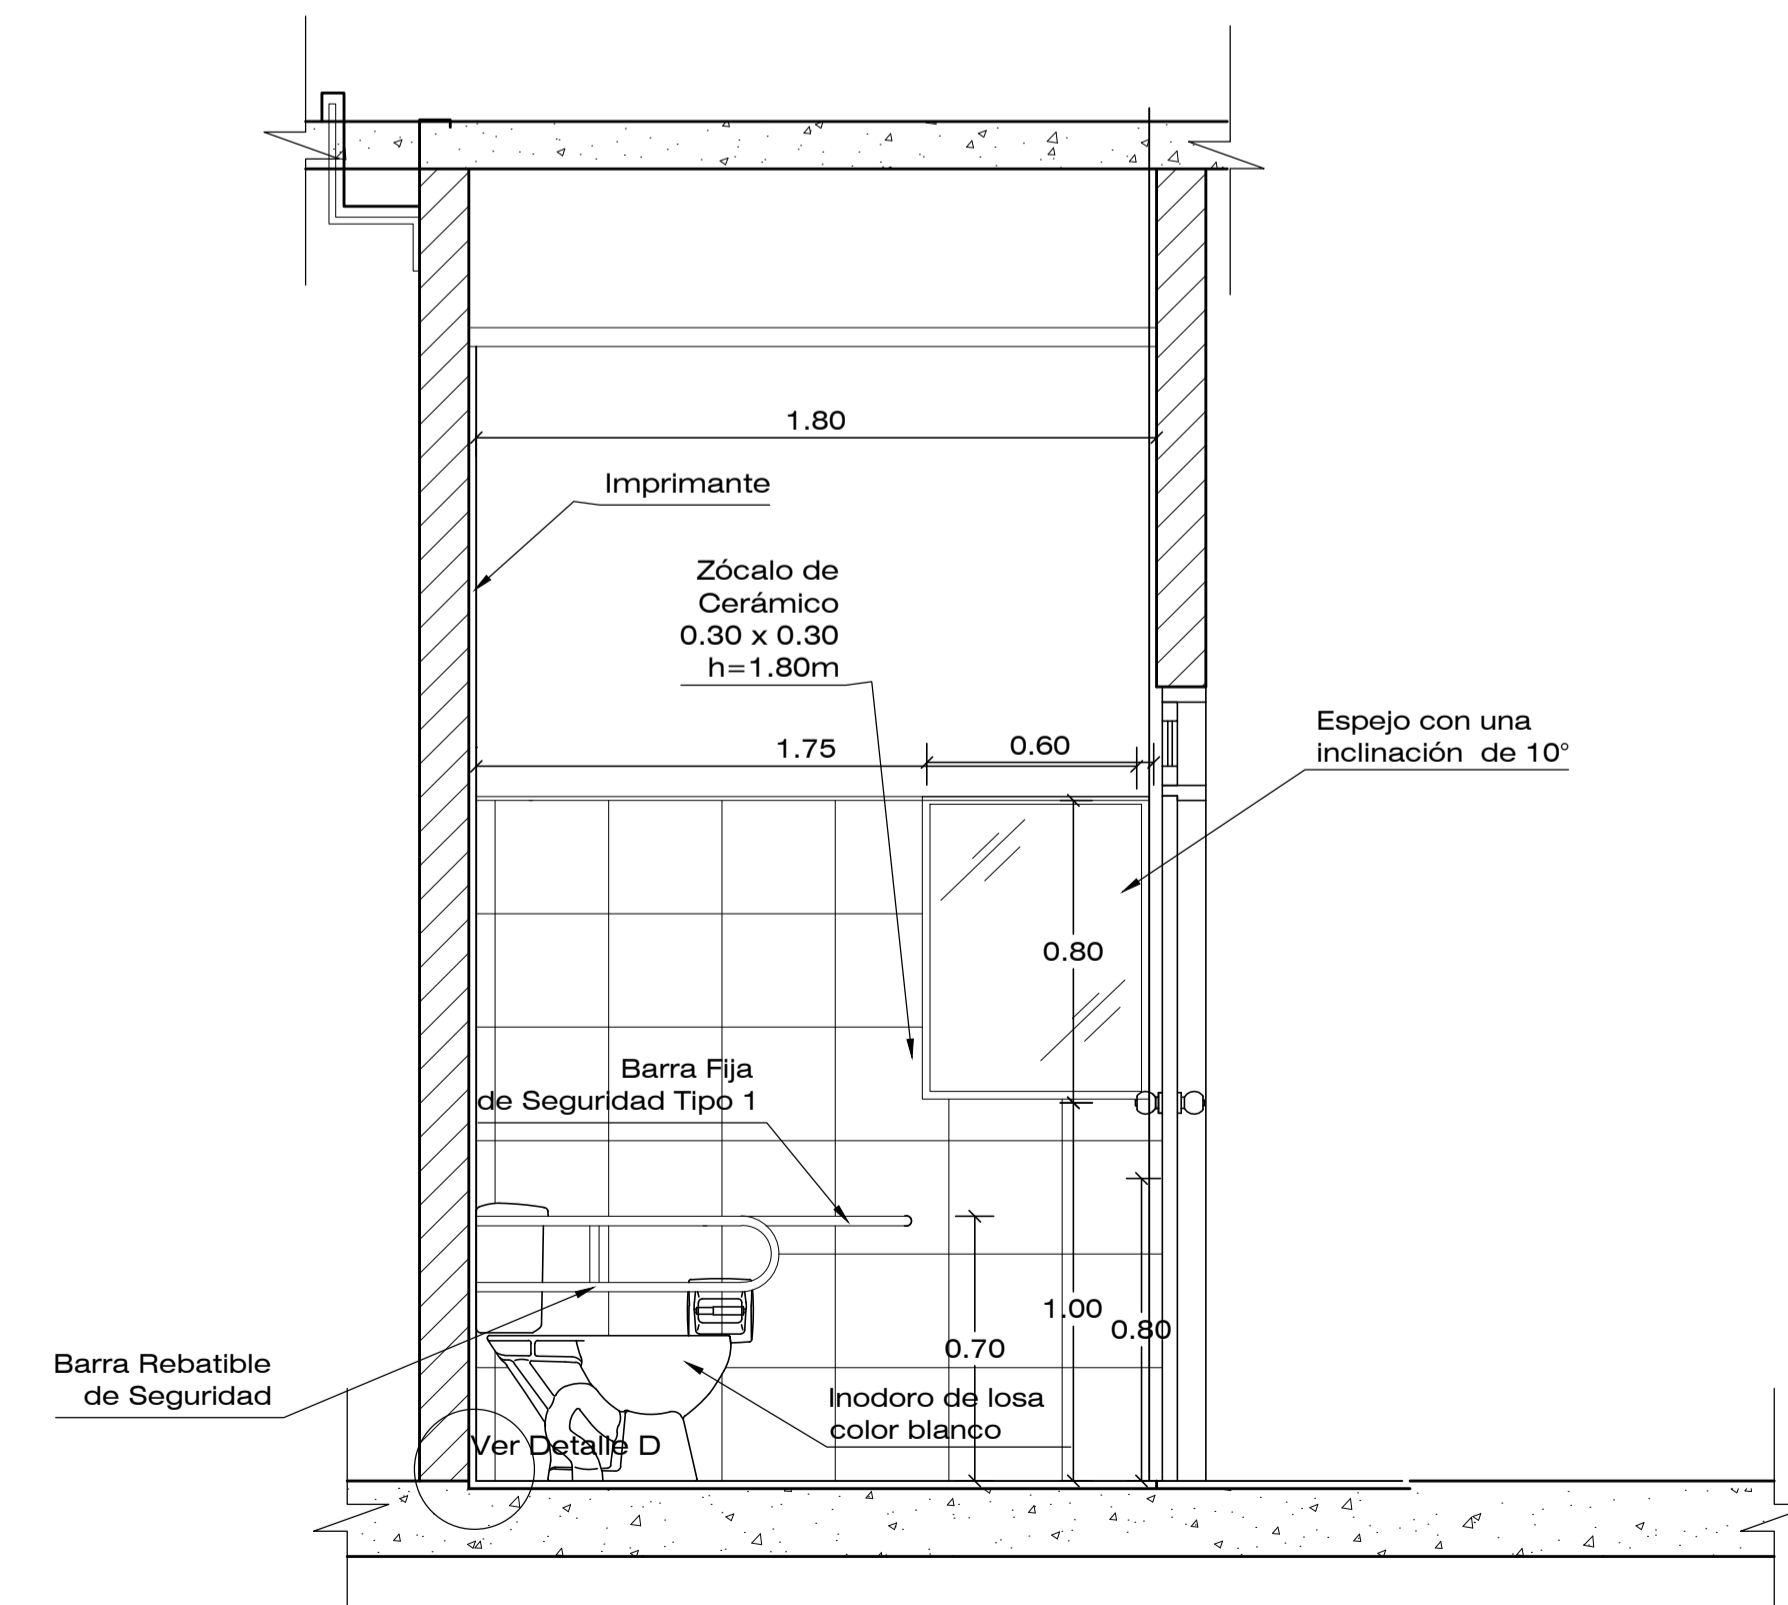 1.80
Imprimante
Zócalo de
Cerámico
0.30 x 0.30
h=1.80m
Espejo con una
inclinación de 10°
1.75
0.60
0.80
Barra Fija
de Seguridad Tipo 1
1.00
0.80
0.70
Barra Rebatible
de Seguridad
Inodoro de losa
color blanco
Ver Detalle D